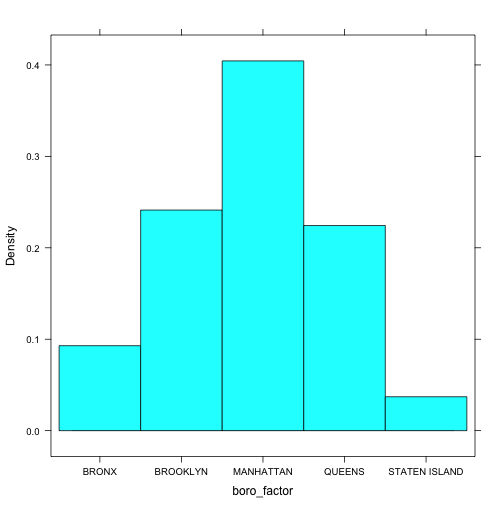 0.4
0.3
Density
0.2
0.1
0.0
BRONX BROOKLYN MANHATTAN QUEENS STATEN ISLAND
boro_factor